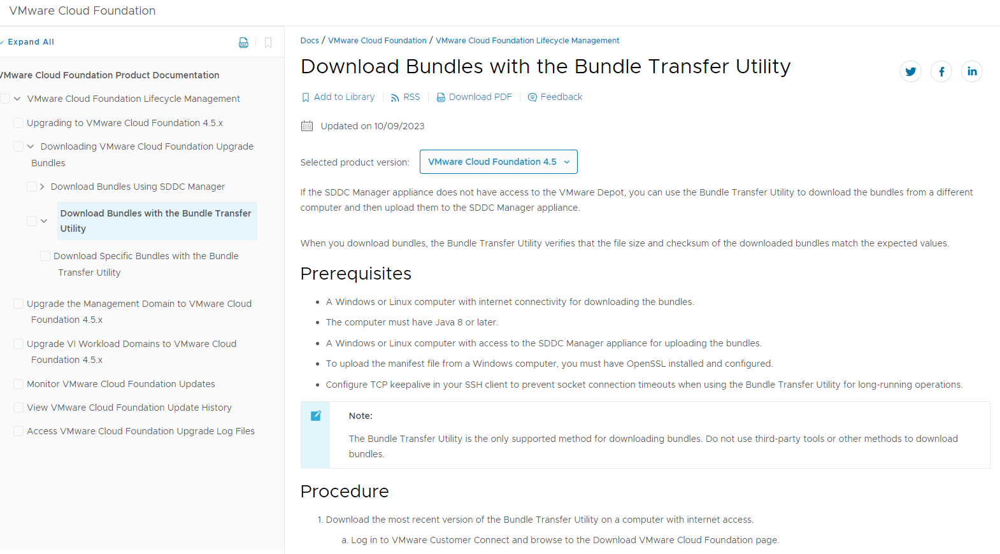 VMware Cloud Foundation
Expand All
VMware Cloud Foundation Product Documentation
VMware Cloud Foundation Lifecycle Management
Upgrading to VMware Cloud Foundation 4.5.x
Downloading VMware Cloud Foundation Upgrade
Bundles
Download Bundles Using SDDC Manager
Download Bundles with the Bundle Transfer
Utility
Download Specific Bundles with the Bundle
Transfer Utility
Upgrade the Management Domain to VMware Cloud
Foundation 4.5.x
Upgrade VI Workload Domains to VMware Cloud
Foundation 4.5.x
Monitor VMware Cloud Foundation Updates
View VMware Cloud Foundation Update History
Access VMware Cloud Foundation Upgrade Log Files
Docs / VMware Cloud Foundation / VMware Cloud Foundation Lifecycle Management
Download Bundles with the Bundle Transfer Utility
Add to Library RSS Download PDF Feedback
Updated on 10/09/2023
Selected product version: VMware Cloud Foundation 4.5
If the SDDC Manager appliance does not have access to the VMware Depot, you can use the Bundle Transfer Utility to download the bundles from a different
computer and then upload them to the SDDC Manager appliance.
When you download bundles, the Bundle Transfer Utility verifies that the file size and checksum of the downloaded bundles match the expected values.
Prerequisites
• A Windows or Linux computer with internet connectivity for downloading the bundles.
• The computer must have Java 8 or later.
• A Windows or Linux computer with access to the SDDC Manager appliance for uploading the bundles.
• To upload the manifest file from a Windows computer, you must have OpenSSL installed and configured.
• Configure TCP keepalive in your SSH client to prevent socket connection timeouts when using the Bundle Transfer Utility for long-running operations.
Note:
The Bundle Transfer Utility is the only supported method for downloading bundles. Do not use third-party tools or other methods to download
bundles.
Procedure
1. Download the most recent version of the Bundle Transfer Utility on a computer with internet access.
a. Log in to VMware Customer Connect and browse to the Download VMware Cloud Foundation page.